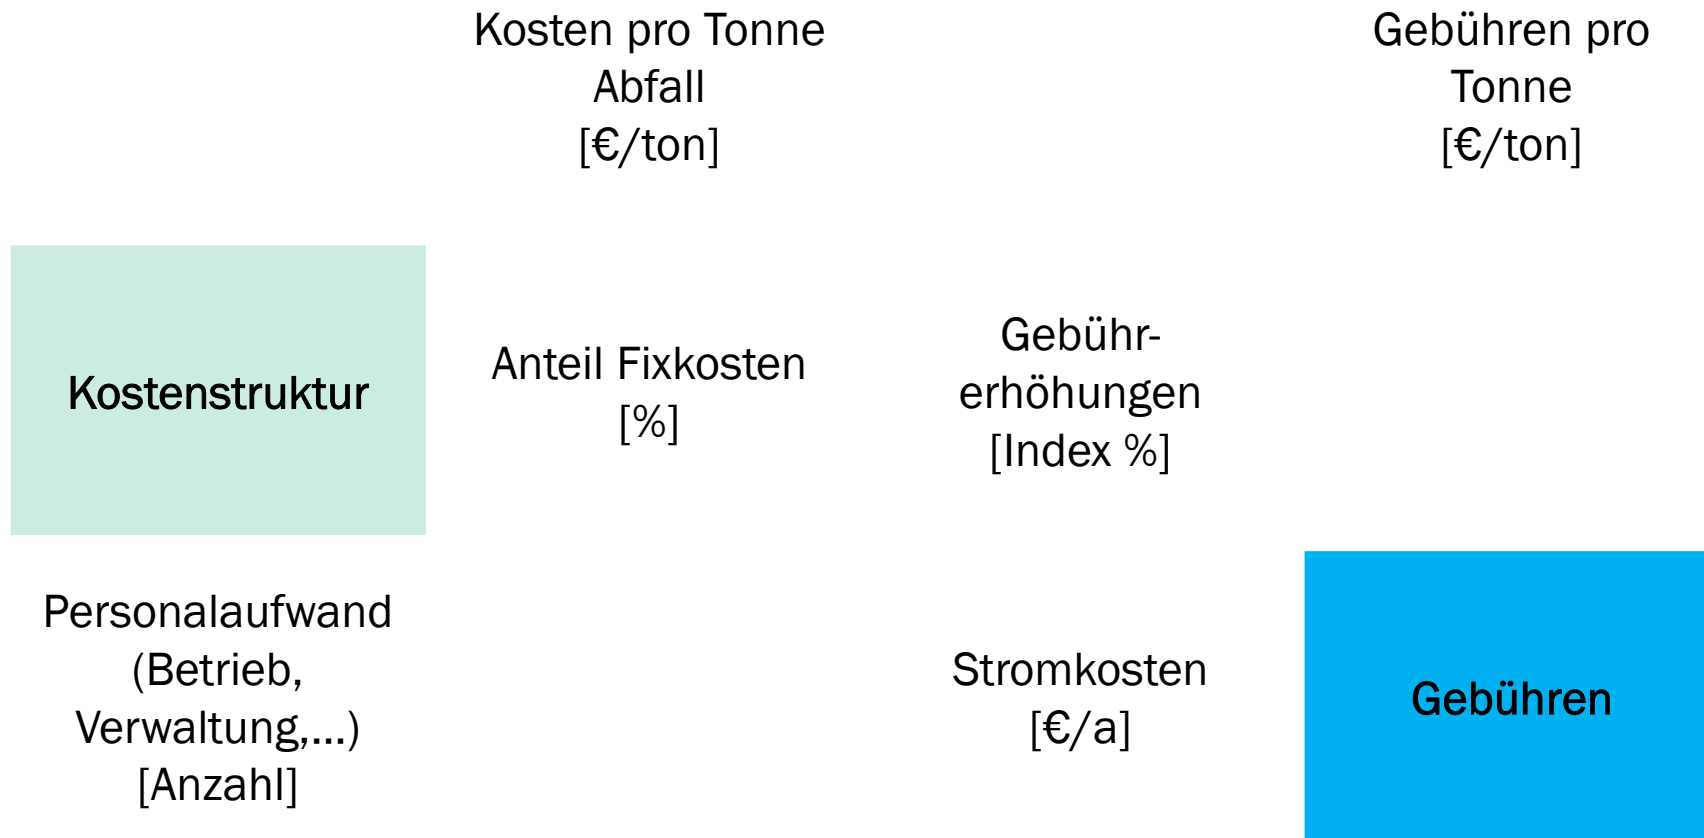 Kosten pro Tonne
Abfall
[€/ton]
Gebühren pro
Tonne
[€/ton]
Kostenstruktur
Anteil Fixkosten
[%]
Gebühr-
erhöhungen
[Index %]
Personalaufwand
(Betrieb,
Verwaltung,...)
[Anzahl]
Stromkosten
[€/a]
Gebühren